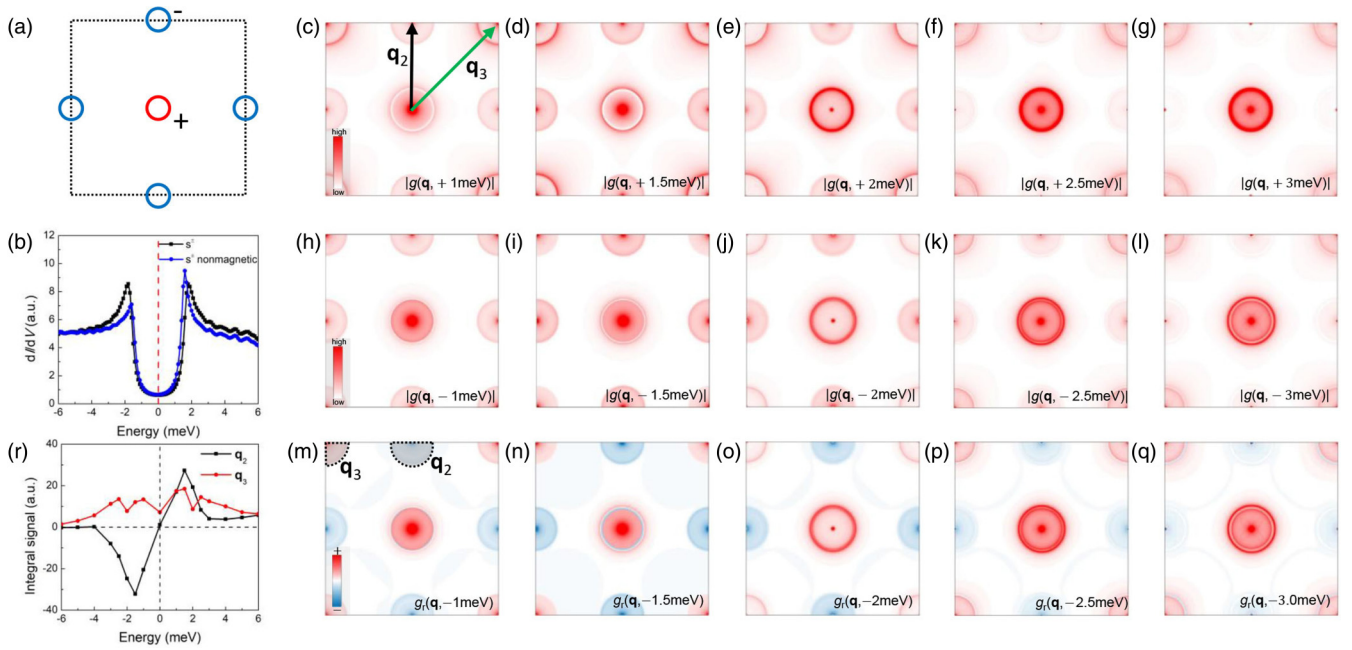 (a)
-
+
(c)
q2
q3
high
low
|g(q, + 1meV)|
(d)
|g(q, + 1.5meV)|
(e)
|g(q, + 2meV)|
(f)
|g(q, + 2.5meV)|
(g)
|g(q, + 3meV)|
(b)
12
10
8
6
4
2
0
dI/dV (a.u.)
s±
s± nonmagnetic
-6 -4 -2 0 2 4 6
Energy (meV)
(h)
high
low
|g(q, − 1meV)|
(i)
|g(q, − 1.5meV)|
(j)
|g(q, − 2meV)|
(k)
|g(q, − 2.5meV)|
(l)
|g(q, − 3meV)|
(r)
40
20
0
-20
-40
Integral signal (a.u.)
q2
q3
-6 -4 -2 0 2 4 6
Energy (meV)
(m)
q3
q2
+
−
gr(q,−1meV)
(n)
gr(q,−1.5meV)
(o)
gr(q,−2meV)
(p)
gr(q,−2.5meV)
(q)
gr(q,−3.0meV)